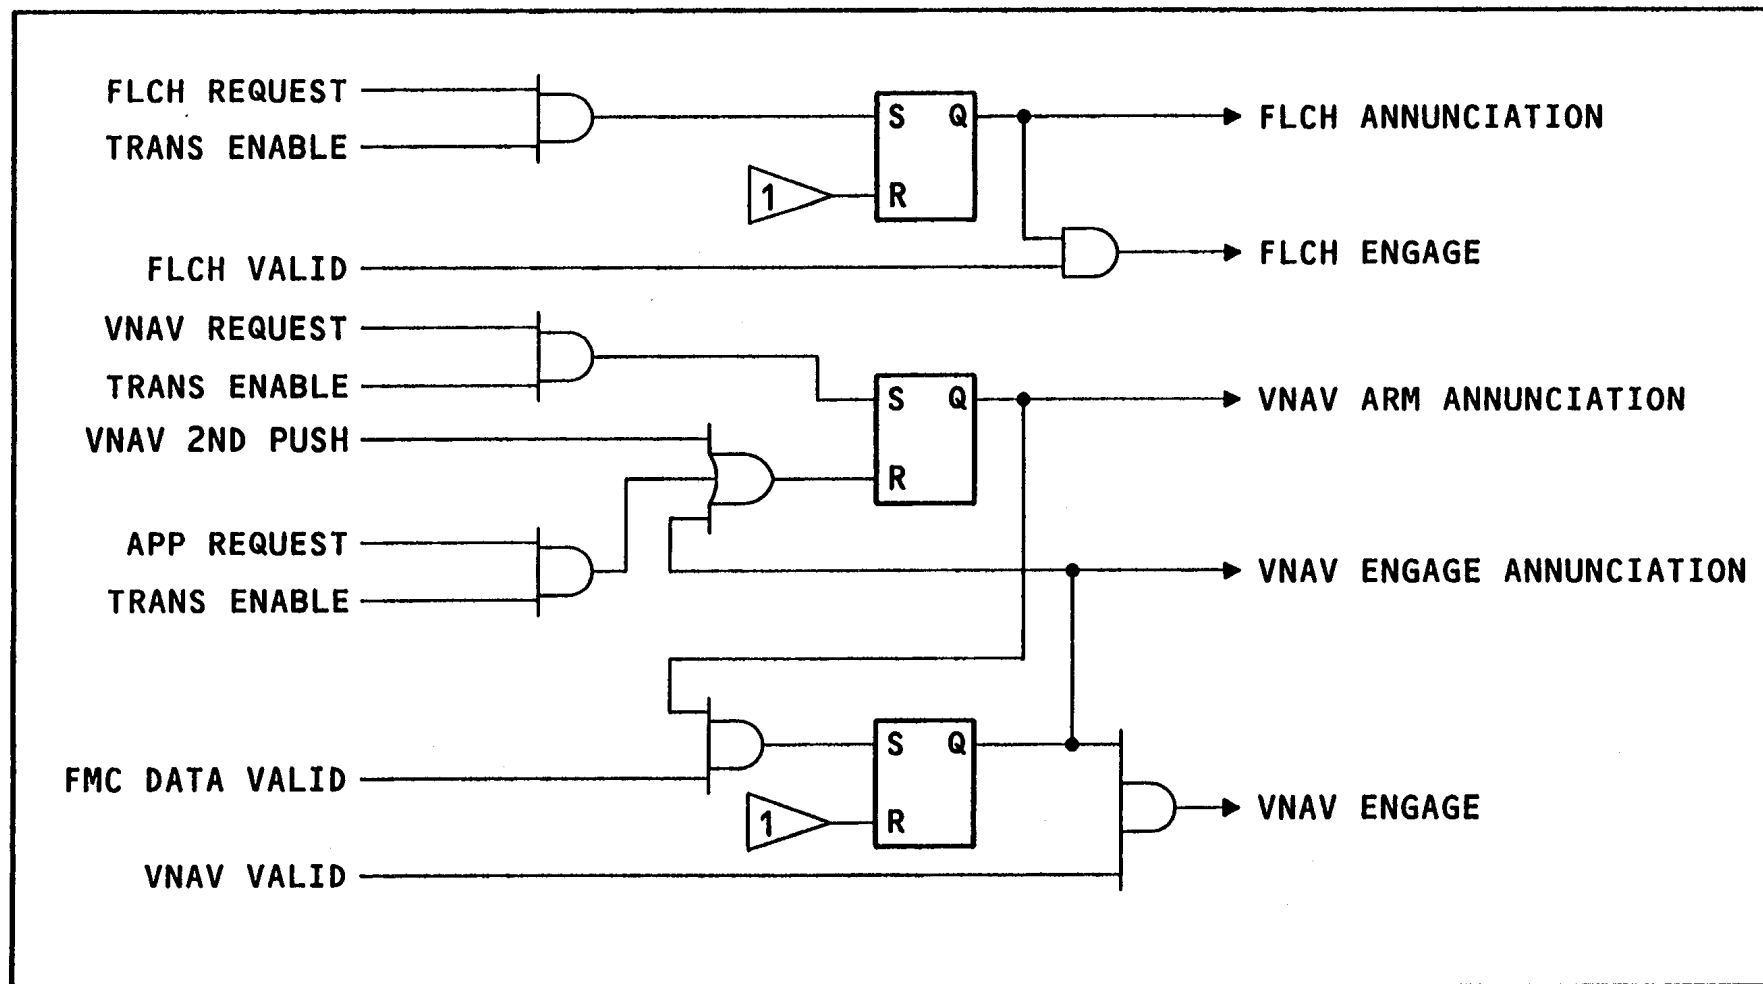 FLCH REQUEST
TRANS ENABLE
S Q
FLCH ANNUNCIATION
1
R
FLCH VALID
FLCH ENGAGE
VNAV REQUEST
TRANS ENABLE
S Q
VNAV ARM ANNUNCIATION
VNAV 2ND PUSH
R
APP REQUEST
TRANS ENABLE
VNAV ENGAGE ANNUNCIATION
S Q
FMC DATA VALID
1
R
VNAV ENGAGE
VNAV VALID